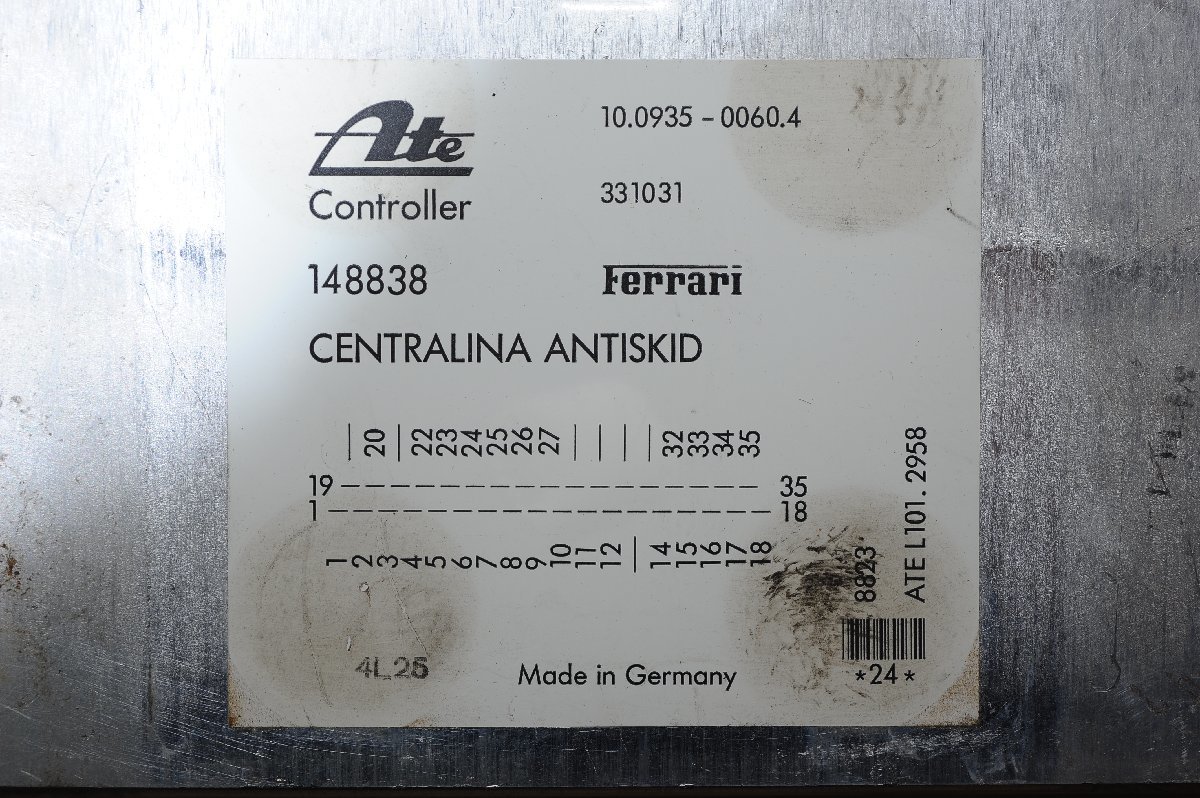 Ate
10.0935 - 0060.4
Controller
331031
148838
Ferrari
CENTRALINA ANTISKID
| 20 | 22 23 24 25 26 27 | | | | 32 33 34 35
19 - - - - - - - - - - - - - - - - - 35
1 - - - - - - - - - - - - - - - - - - 18
1 2 3 4 5 6 7 8 9 10 11 12 | 14 15 16 17 18
8823
ATE L101. 2958
*24*
4L25
Made in Germany